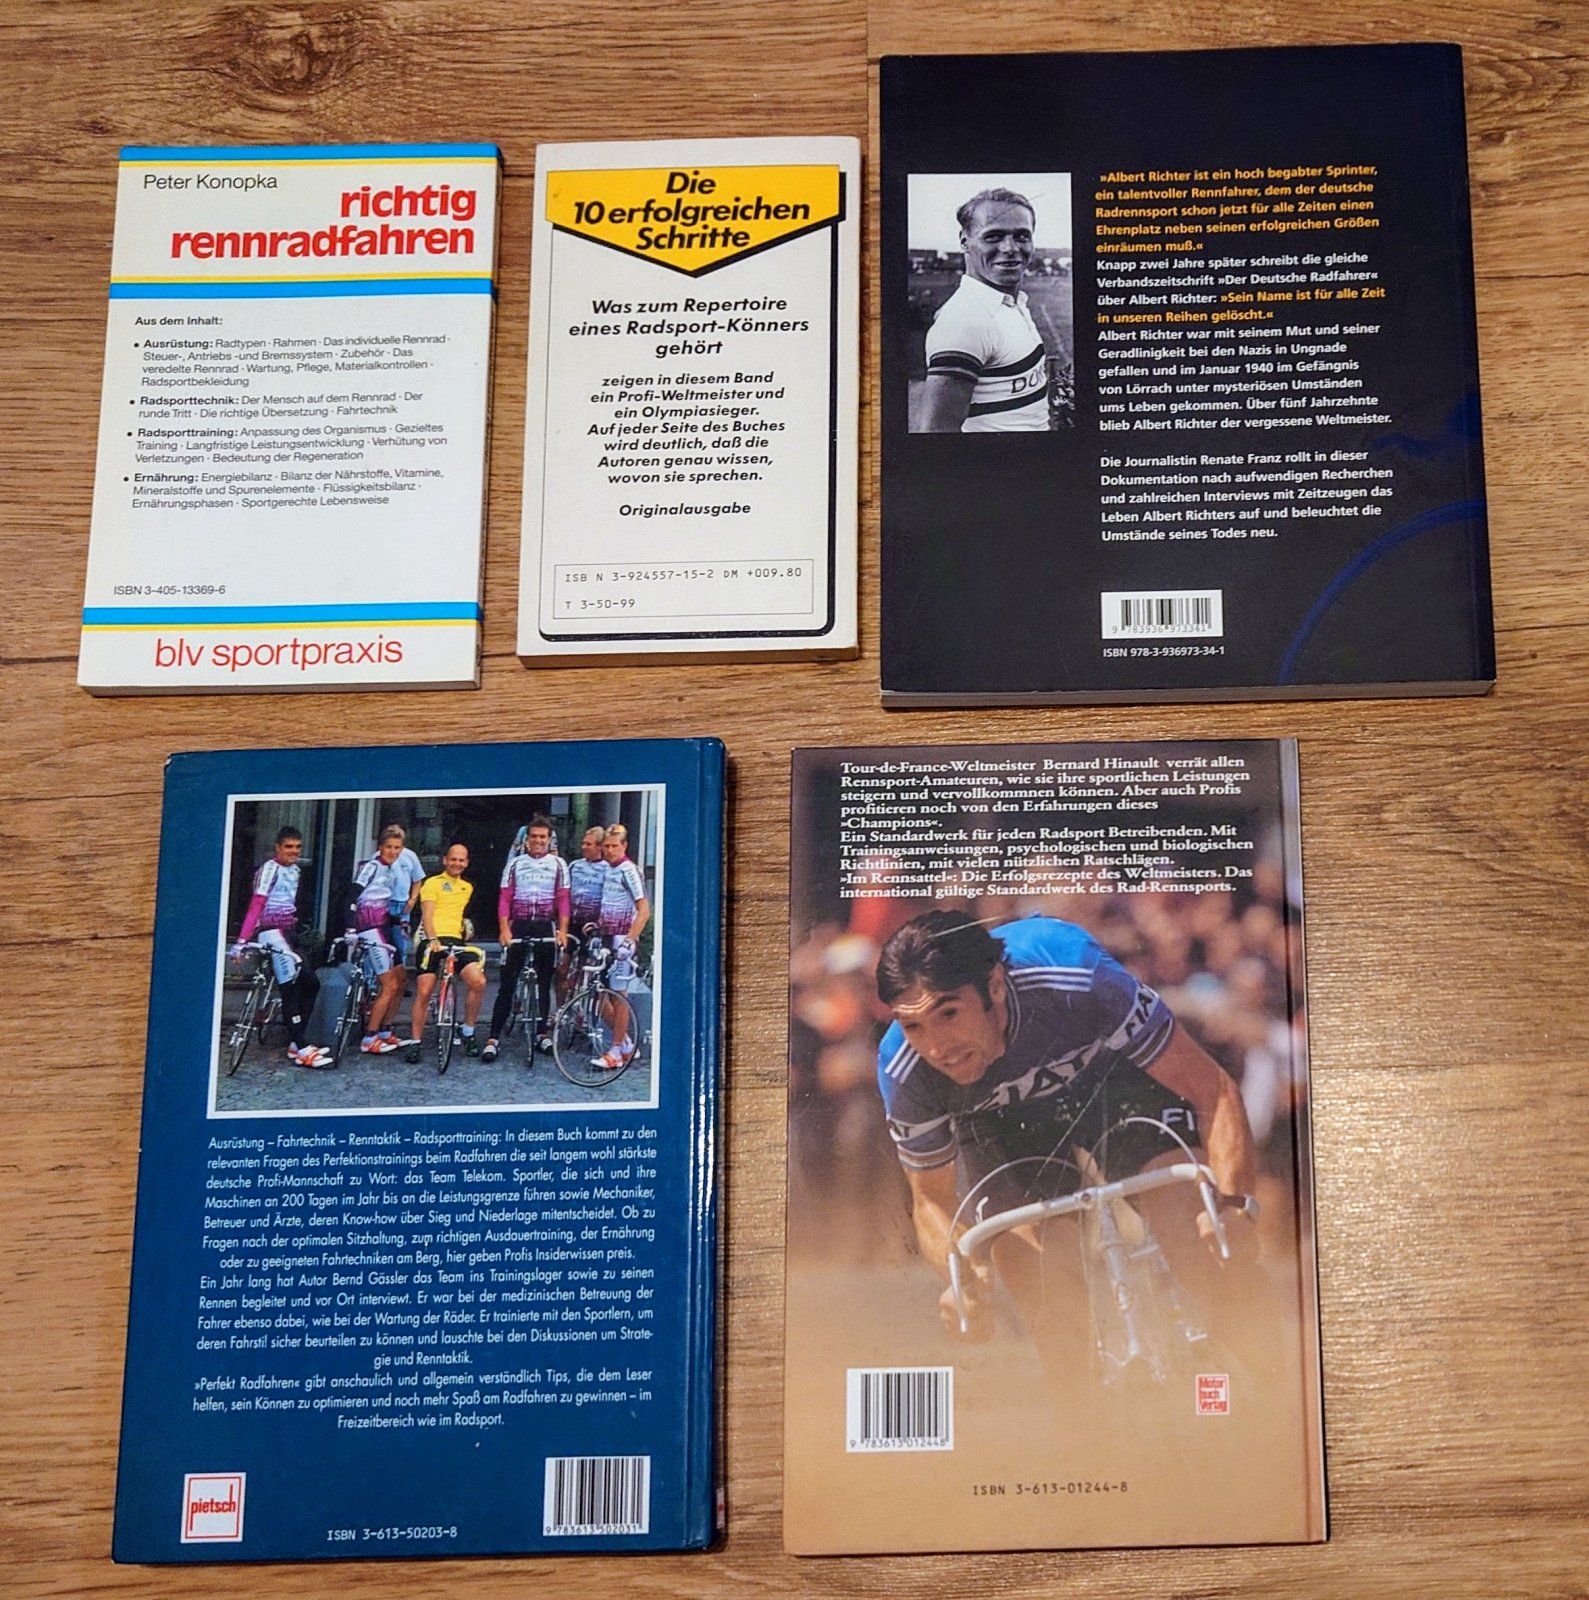 Peter Konopka
richtig
rennradfahren
Aus dem Inhalt:
• Ausrüstung: Radtypen · Rahmen · Das individuelle Rennrad ·
Steuer-, Antriebs -und Bremssystem · Zubehör · Das
veredelte Rennrad · Wartung, Pflege, Materialkontrollen ·
Radsportbekleidung
• Radsporttechnik: Der Mensch auf dem Rennrad · Der
runde Tritt · Die richtige Übersetzung · Fahrtechnik
• Radsporttraining: Anpassung des Organismus · Gezieltes
Training · Langfristige Leistungsentwicklung · Verhütung von
Verletzungen · Bedeutung der Regeneration
• Ernährung: Energiebilanz · Bilanz der Nährstoffe, Vitamine,
Mineralstoffe und Spurenelemente · Flüssigkeitsbilanz ·
Ernährungsphasen · Sportgerechte Lebensweise
ISBN 3-405-13369-6
blv sportpraxis
Die
10 erfolgreichen
Schritte
Was zum Repertoire
eines Radsport-Könners
gehört
zeigen in diesem Band
ein Profi-Weltmeister und
ein Olympiasieger.
Auf jeder Seite des Buches
wird deutlich, daß die
Autoren genau wissen,
wovon sie sprechen.
Originalausgabe
ISB N 3-924557-15-2 DM +009.80
T 3-50-99
»Albert Richter ist ein hoch begabter Sprinter,
ein talentvoller Rennfahrer, dem der deutsche
Radrennsport schon jetzt für alle Zeiten einen
Ehrenplatz neben seinen erfolgreichen Größen
einräumen muß.«
Knapp zwei Jahre später schreibt die gleiche
Verbandszeitschrift »Der Deutsche Radfahrer«
über Albert Richter: »Sein Name ist für alle Zeit
in unseren Reihen gelöscht.«
Albert Richter war mit seinem Mut und seiner
Geradlinigkeit bei den Nazis in Ungnade
gefallen und im Januar 1940 im Gefängnis
von Lörrach unter mysteriösen Umständen
ums Leben gekommen. Über fünf Jahrzehnte
blieb Albert Richter der vergessene Weltmeister.
Die Journalistin Renate Franz rollt in dieser
Dokumentation nach aufwendigen Recherchen
und zahlreichen Interviews mit Zeitzeugen das
Leben Albert Richters auf und beleuchtet die
Umstände seines Todes neu.
9 783936 973341
ISBN 978-3-936973-34-1
Ausrüstung – Fahrtechnik – Renntaktik – Radsporttraining: In diesem Buch kommt zu den
relevanten Fragen des Perfektionstrainings beim Radfahren die seit langem wohl stärkste
deutsche Profi-Mannschaft zu Wort: das Team Telekom. Sportler, die sich und ihre
Maschinen an 200 Tagen im Jahr bis an die Leistungsgrenze führen sowie Mechaniker,
Betreuer und Ärzte, deren Know-how über Sieg und Niederlage mitentscheidet. Ob zu
Fragen nach der optimalen Sitzhaltung, zum richtigen Ausdauertraining, der Ernährung
oder zu geeigneten Fahrtechniken am Berg, hier geben Profis Insiderwissen preis.
Ein Jahr lang hat Autor Bernd Gässler das Team ins Trainingslager sowie zu seinen
Rennen begleitet und vor Ort interviewt. Er war bei der medizinischen Betreuung der
Fahrer ebenso dabei, wie bei der Wartung der Räder. Er trainierte mit den Sportlern, um
deren Fahrstil sicher beurteilen zu können und lauschte bei den Diskussionen um Strate-
gie und Renntaktik.
»Perfekt Radfahren« gibt anschaulich und allgemein verständlich Tips, die dem Leser
helfen, sein Können zu optimieren und noch mehr Spaß am Radfahren zu gewinnen – im
Freizeitbereich wie im Radsport.
pietsch
ISBN 3-613-50203-8
9 783613 502031
Tour-de-France-Weltmeister Bernard Hinault verrät allen
Rennsport-Amateuren, wie sie ihre sportlichen Leistungen
steigern und vervollkommnen können. Aber auch Profis
profitieren noch von den Erfahrungen dieses
»Champions«.
Ein Standardwerk für jeden Radsport Betreibenden. Mit
Trainingsanweisungen, psychologischen und biologischen
Richtlinien, mit vielen nützlichen Ratschlägen.
»Im Rennsattel«: Die Erfolgsrezepte des Weltmeisters. Das
international gültige Standardwerk des Rad-Rennsports.
FIAT
FI
9 783613 012448
Motor
buch
Verlag
ISBN 3-613-01244-8